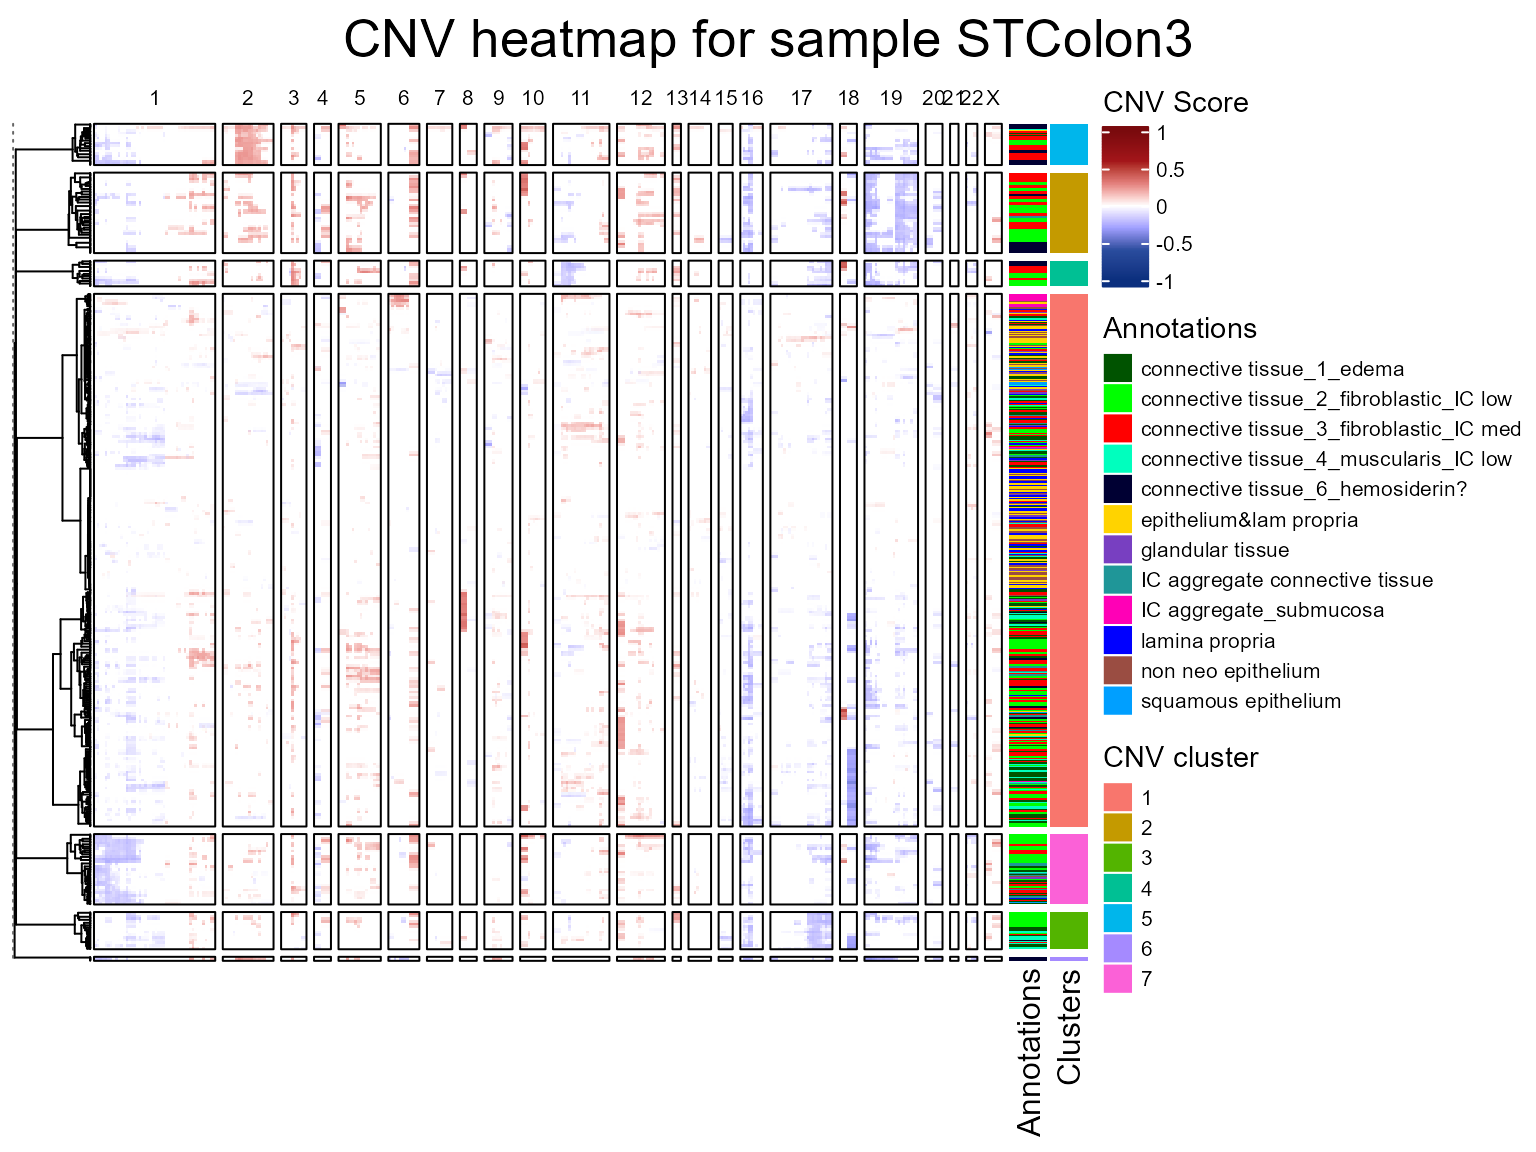 CNV heatmap for sample STColon3
1 2 3 4 5 6 7 8 9 10 11 12 13 14 15 16 17 18 19 20 21 22 X
CNV Score
1
0.5
0
-0.5
-1
Annotations
connective tissue_1_edema
connective tissue_2_fibroblastic_IC low
connective tissue_3_fibroblastic_IC med
connective tissue_4_muscularis_IC low
connective tissue_6_hemosiderin?
epithelium&lam propria
glandular tissue
IC aggregate connective tissue
IC aggregate_submucosa
lamina propria
non neo epithelium
squamous epithelium
CNV cluster
1
2
3
4
5
6
7
Annotations
Clusters